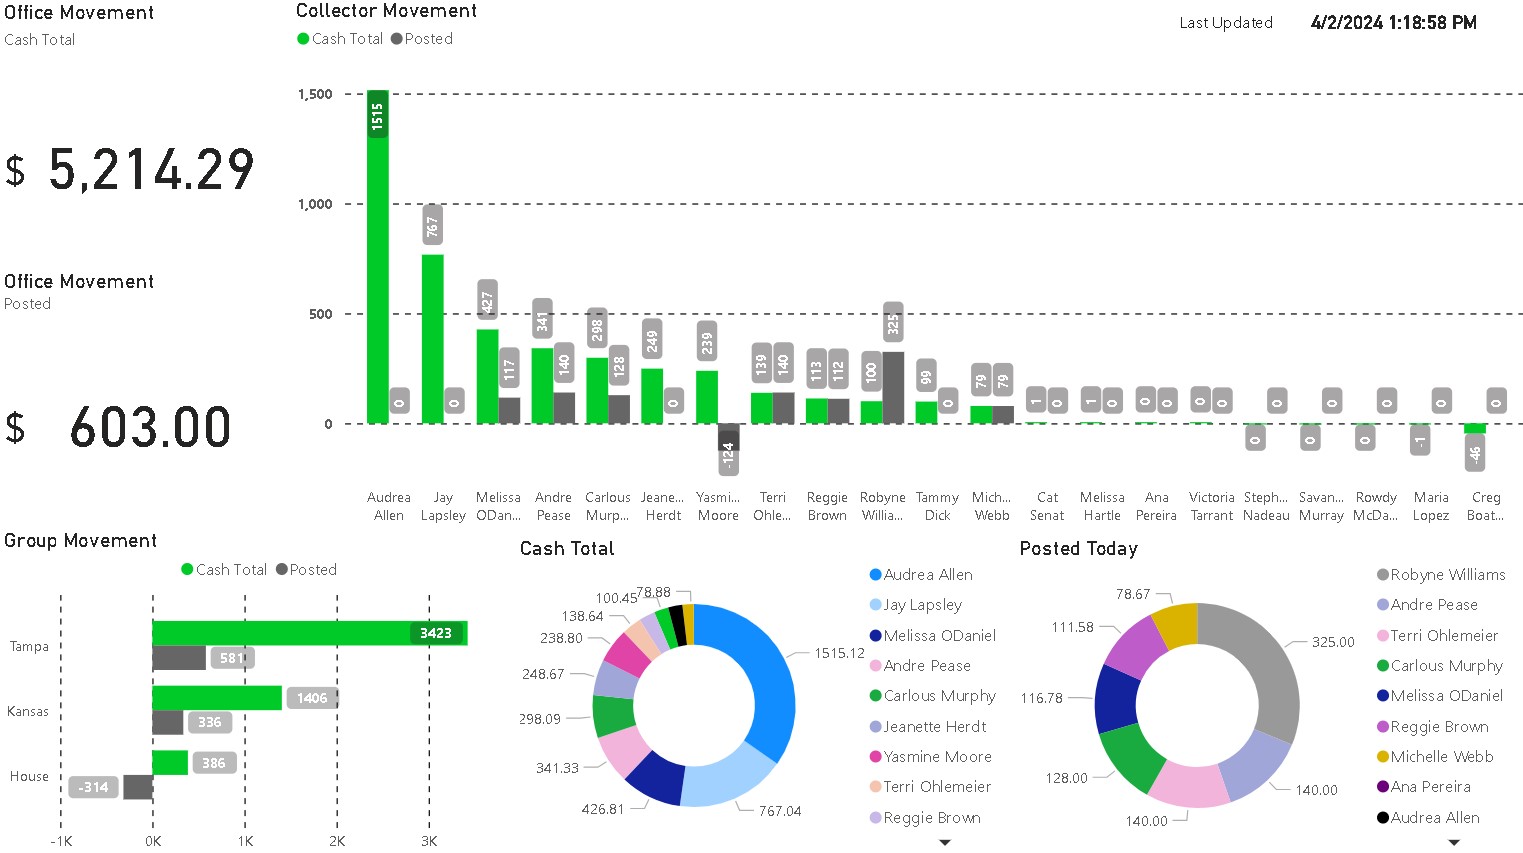 Office Movement
Cash Total
$ 5,214.29
Office Movement
Posted
$ 603.00
Collector Movement
Cash Total Posted
Last Updated 4/2/2024 1:18:58 PM
1,500
1,000
500
0
1515 0
767 0
427 117
341 140
298 128
249 0
239 -124
139 140
113 112
100 325
99 0
79 79
1 0
1 0
0 0
0 0
0 0
0 0
0 0
-1 0
-46 0
Audrea Allen
Jay Lapsley
Melissa ODan...
Andre Pease
Carlous Murp...
Jeane... Herdt
Yasmi... Moore
Terri Ohle...
Reggie Brown
Robyne Willia...
Tammy Dick
Mich... Webb
Cat Senat
Melissa Hartle
Ana Pereira
Victoria Tarrant
Steph... Nadeau
Savan... Murray
Rowdy McDa...
Maria Lopez
Creg Boat...
Group Movement
Cash Total Posted
Tampa
3423
581
Kansas
1406
336
House
386
-314
-1K 0K 1K 2K 3K
Cash Total
1515.12
767.04
426.81
341.33
298.09
248.67
238.80
138.64
100.45
78.88
Audrea Allen
Jay Lapsley
Melissa ODaniel
Andre Pease
Carlous Murphy
Jeanette Herdt
Yasmine Moore
Terri Ohlemeier
Reggie Brown
Posted Today
325.00
140.00
140.00
128.00
116.78
111.58
78.67
Robyne Williams
Andre Pease
Terri Ohlemeier
Carlous Murphy
Melissa ODaniel
Reggie Brown
Michelle Webb
Ana Pereira
Audrea Allen